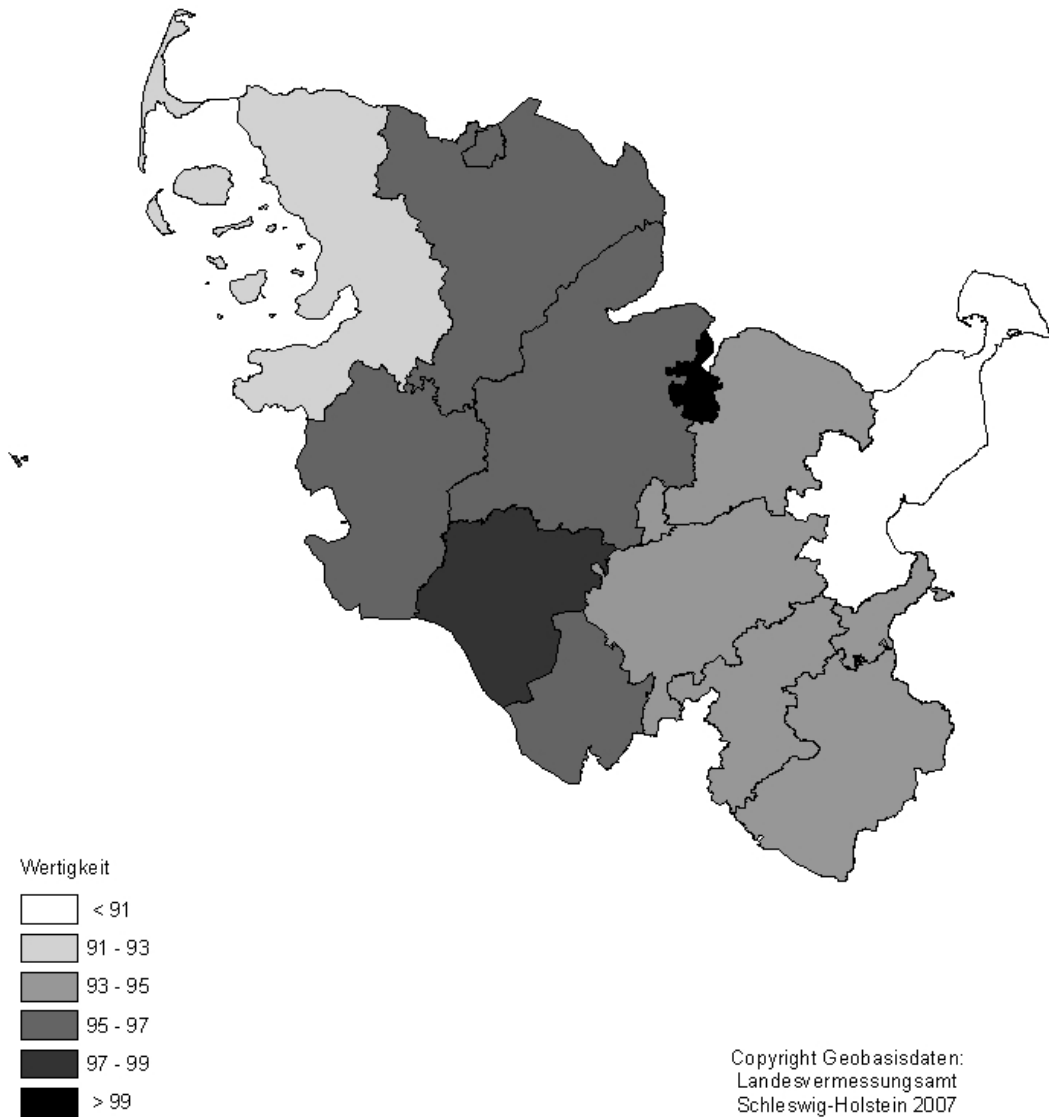 Wertigkeit
< 91
91 - 93
93 - 95
95 - 97
97 - 99
> 99
Copyright Geobasisdaten:
Landesvermessungsamt
Schleswig-Holstein 2007